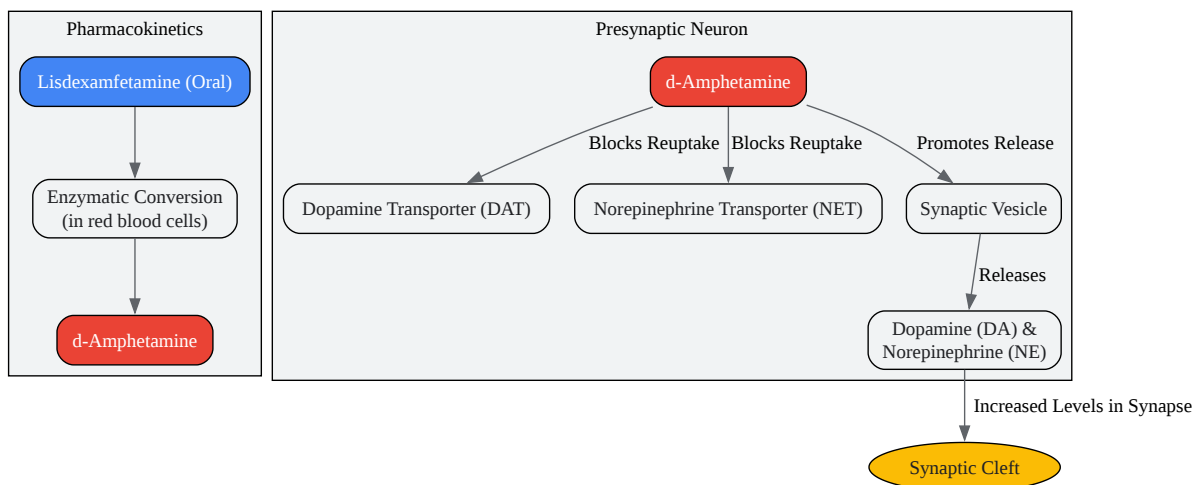 Pharmacokinetics
Lisdexamfetamine (Oral)
Enzymatic Conversion
(in red blood cells)
d-Amphetamine
Presynaptic Neuron
d-Amphetamine
Blocks Reuptake
Blocks Reuptake
Promotes Release
Dopamine Transporter (DAT)
Norepinephrine Transporter (NET)
Synaptic Vesicle
Releases
Dopamine (DA) &
Norepinephrine (NE)
Increased Levels in Synapse
Synaptic Cleft